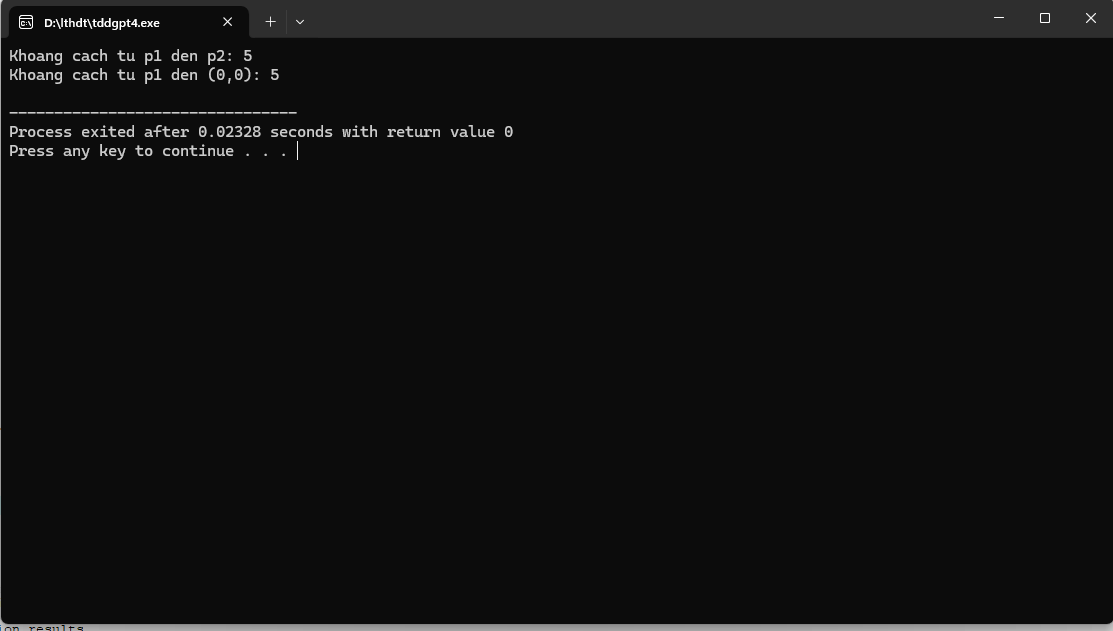 D:\lthdt\tddgpt4.exe
Khoang cach tu p1 den p2: 5
Khoang cach tu p1 den (0,0): 5
--------------------------------
Process exited after 0.02328 seconds with return value 0
Press any key to continue . . .
ion results